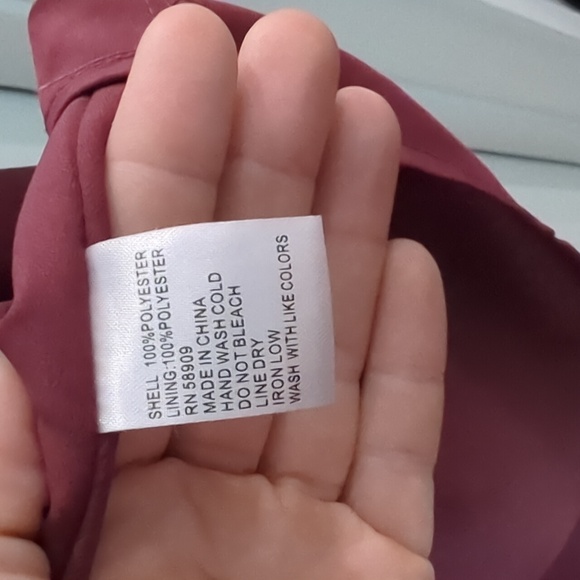 SHELL 100%POLYESTER
LINING:100%POLYESTER
RN 58909
MADE IN CHINA
HAND WASH COLD
DO NOT BLEACH
LINE DRY
IRON LOW
WASH WITH LIKE COLORS